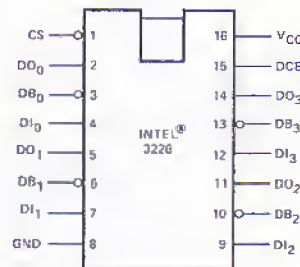 CS 1 16 VCC
DO0 2 15 DCE
DB0 3 14 DO3
DI0 4 13 DB3
INTEL®
3226
DO1 5 12 DI3
DB1 6 11 DO2
DI1 7 10 DB2
GND 8 9 DI2